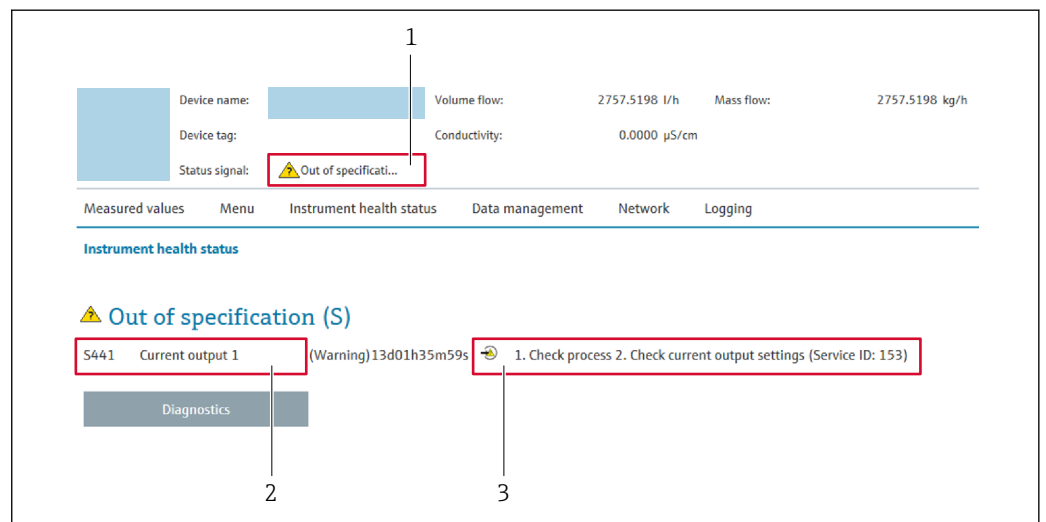 1
Device name: Volume flow: 2757.5198 l/h Mass flow: 2757.5198 kg/h
Device tag: Conductivity: 0.0000 µS/cm
Status signal: Out of specificati...
Measured values Menu Instrument health status Data management Network Logging
Instrument health status
Out of specification (S)
S441 Current output 1 (Warning)13d01h35m59s 1. Check process 2. Check current output settings (Service ID: 153)
Diagnostics
2 3